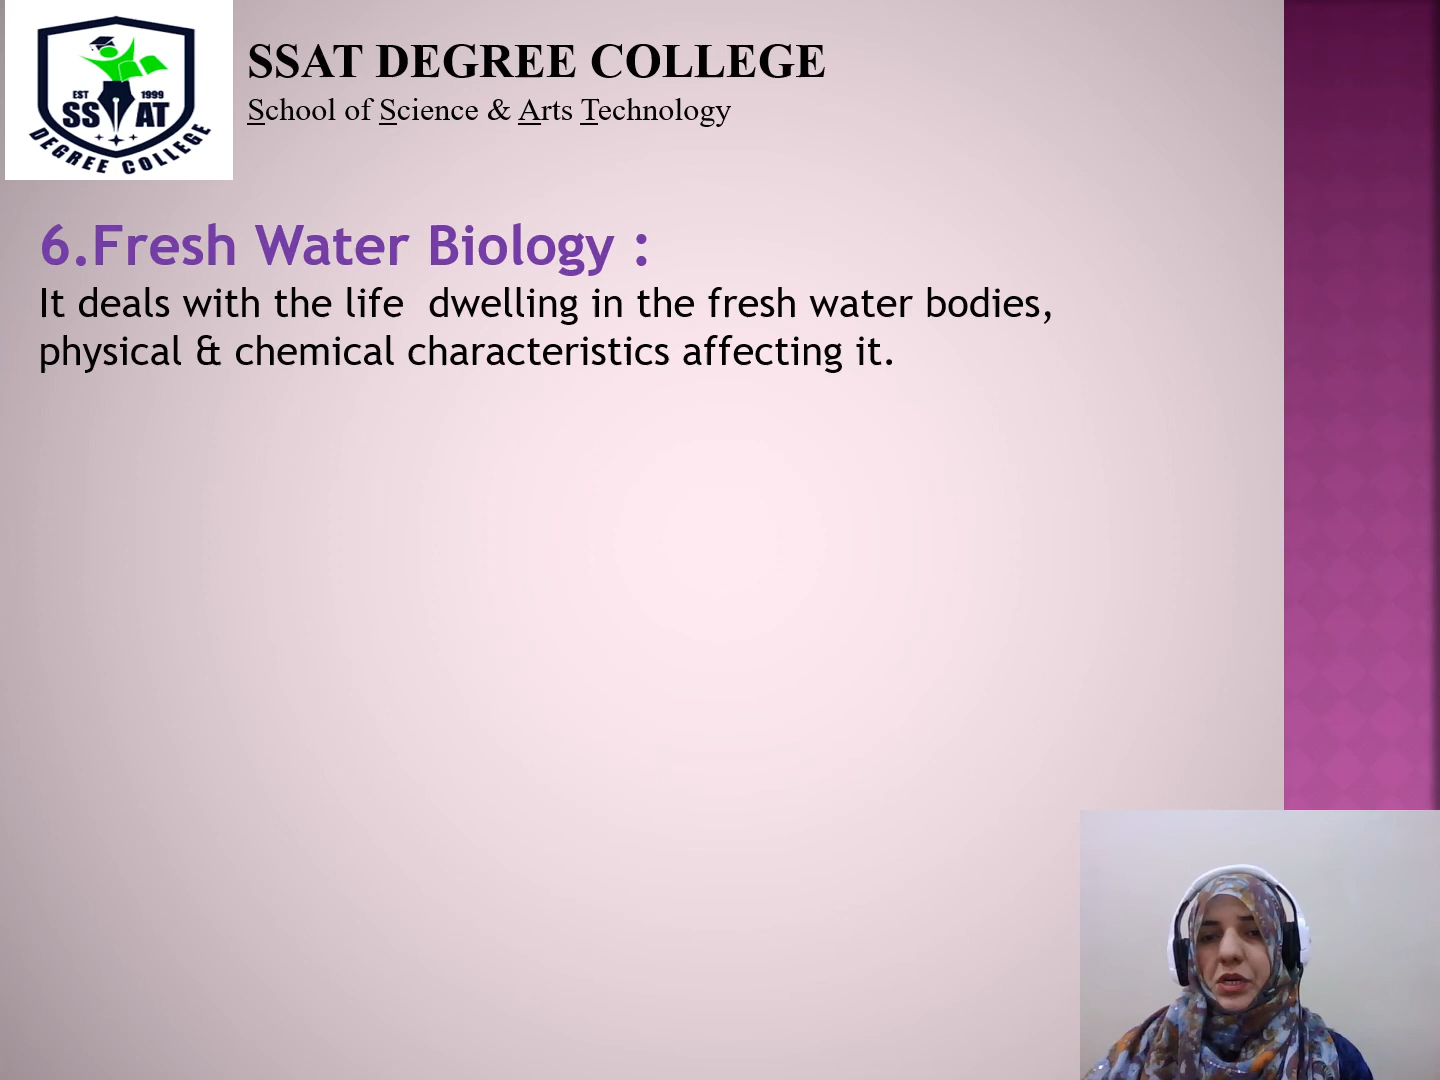 EST 1999
SS AT
DEGREE COLLEGE
SSAT DEGREE COLLEGE
School of Science & Arts Technology
6.Fresh Water Biology :
It deals with the life  dwelling in the fresh water bodies,
physical & chemical characteristics affecting it.